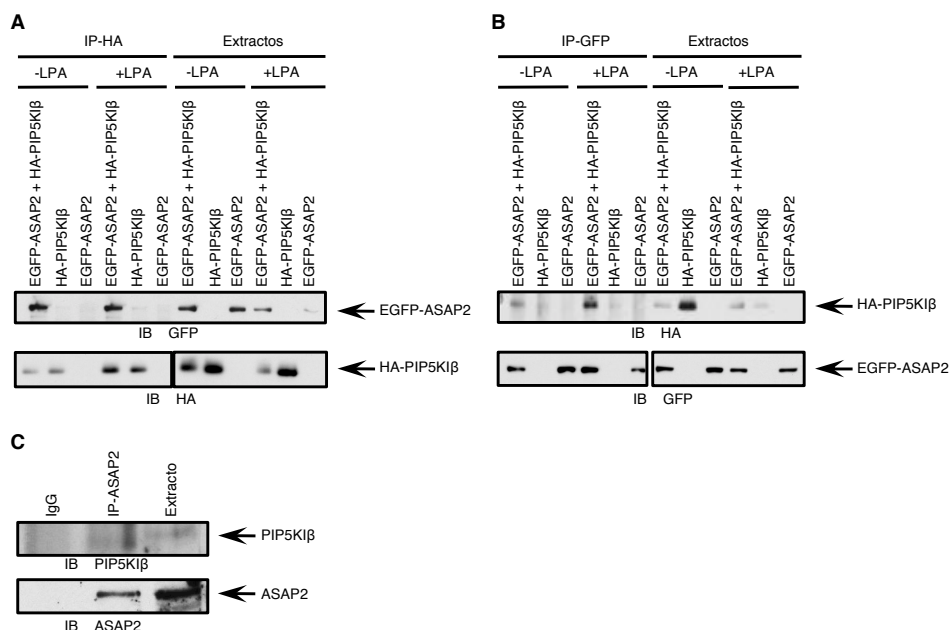 A
IP-HA Extractos
-LPA +LPA -LPA +LPA
EGFP-ASAP2 + HA-PIP5KIβ
HA-PIP5KIβ
EGFP-ASAP2
EGFP-ASAP2 + HA-PIP5KIβ
HA-PIP5KIβ
EGFP-ASAP2
EGFP-ASAP2 + HA-PIP5KIβ
HA-PIP5KIβ
EGFP-ASAP2
EGFP-ASAP2 + HA-PIP5KIβ
HA-PIP5KIβ
EGFP-ASAP2
EGFP-ASAP2
IB GFP
HA-PIP5KIβ
IB HA
B
IP-GFP Extractos
-LPA +LPA -LPA +LPA
EGFP-ASAP2 + HA-PIP5KIβ
HA-PIP5KIβ
EGFP-ASAP2
EGFP-ASAP2 + HA-PIP5KIβ
HA-PIP5KIβ
EGFP-ASAP2
EGFP-ASAP2 + HA-PIP5KIβ
HA-PIP5KIβ
EGFP-ASAP2
EGFP-ASAP2 + HA-PIP5KIβ
HA-PIP5KIβ
EGFP-ASAP2
HA-PIP5KIβ
IB HA
EGFP-ASAP2
IB GFP
C
IgG
IP-ASAP2
Extracto
PIP5KIβ
IB PIP5KIβ
ASAP2
IB ASAP2